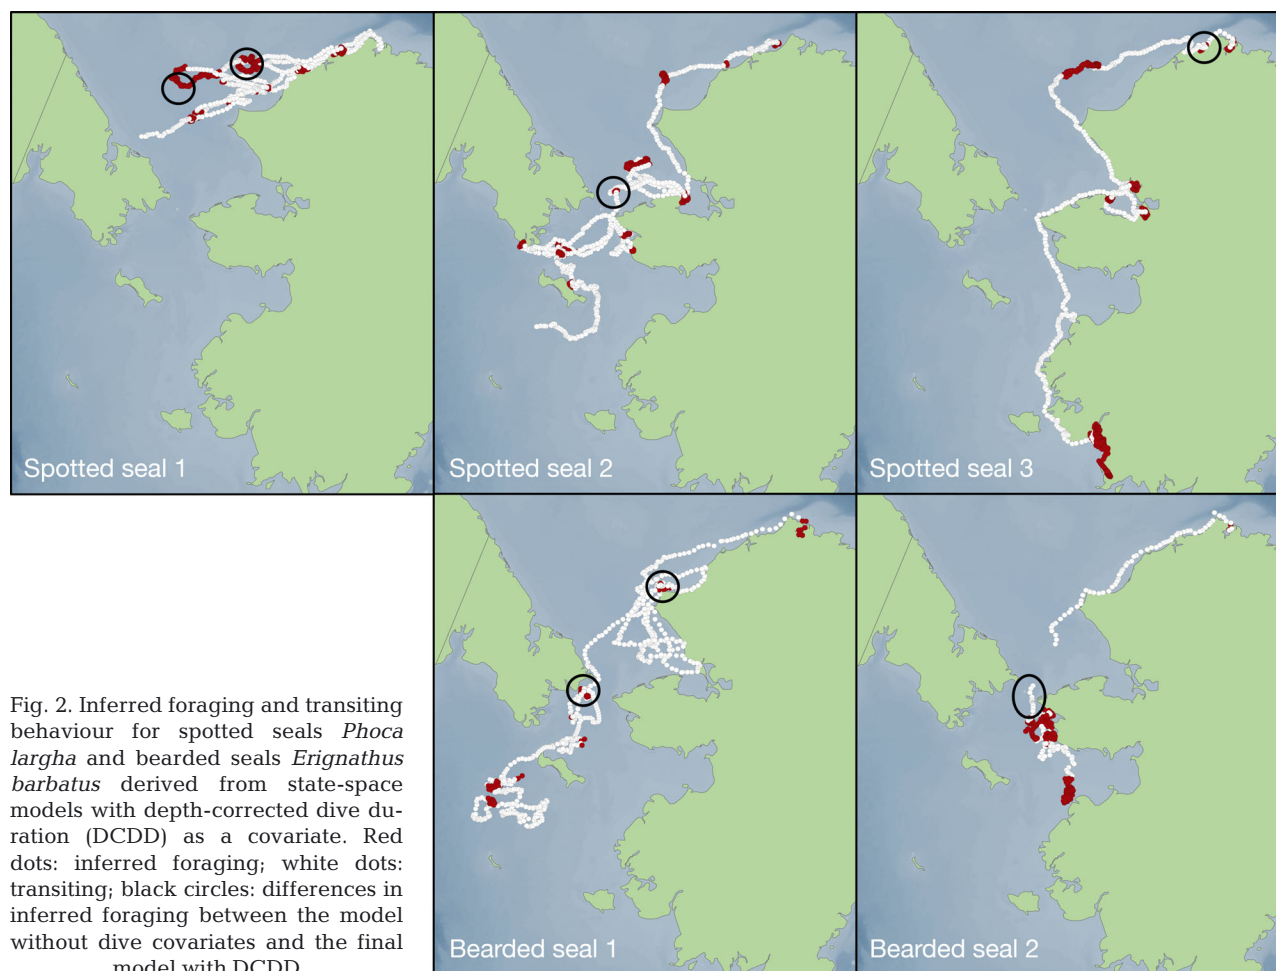 Spotted seal 1
Spotted seal 2
Spotted seal 3
Bearded seal 1
Bearded seal 2
Fig. 2. Inferred foraging and transiting
behaviour for spotted seals Phoca
largha and bearded seals Erignathus
barbatus derived from state-space
models with depth-corrected dive du-
ration (DCDD) as a covariate. Red
dots: inferred foraging; white dots:
transiting; black circles: differences in
inferred foraging between the model
without dive covariates and the final
model with DCDD